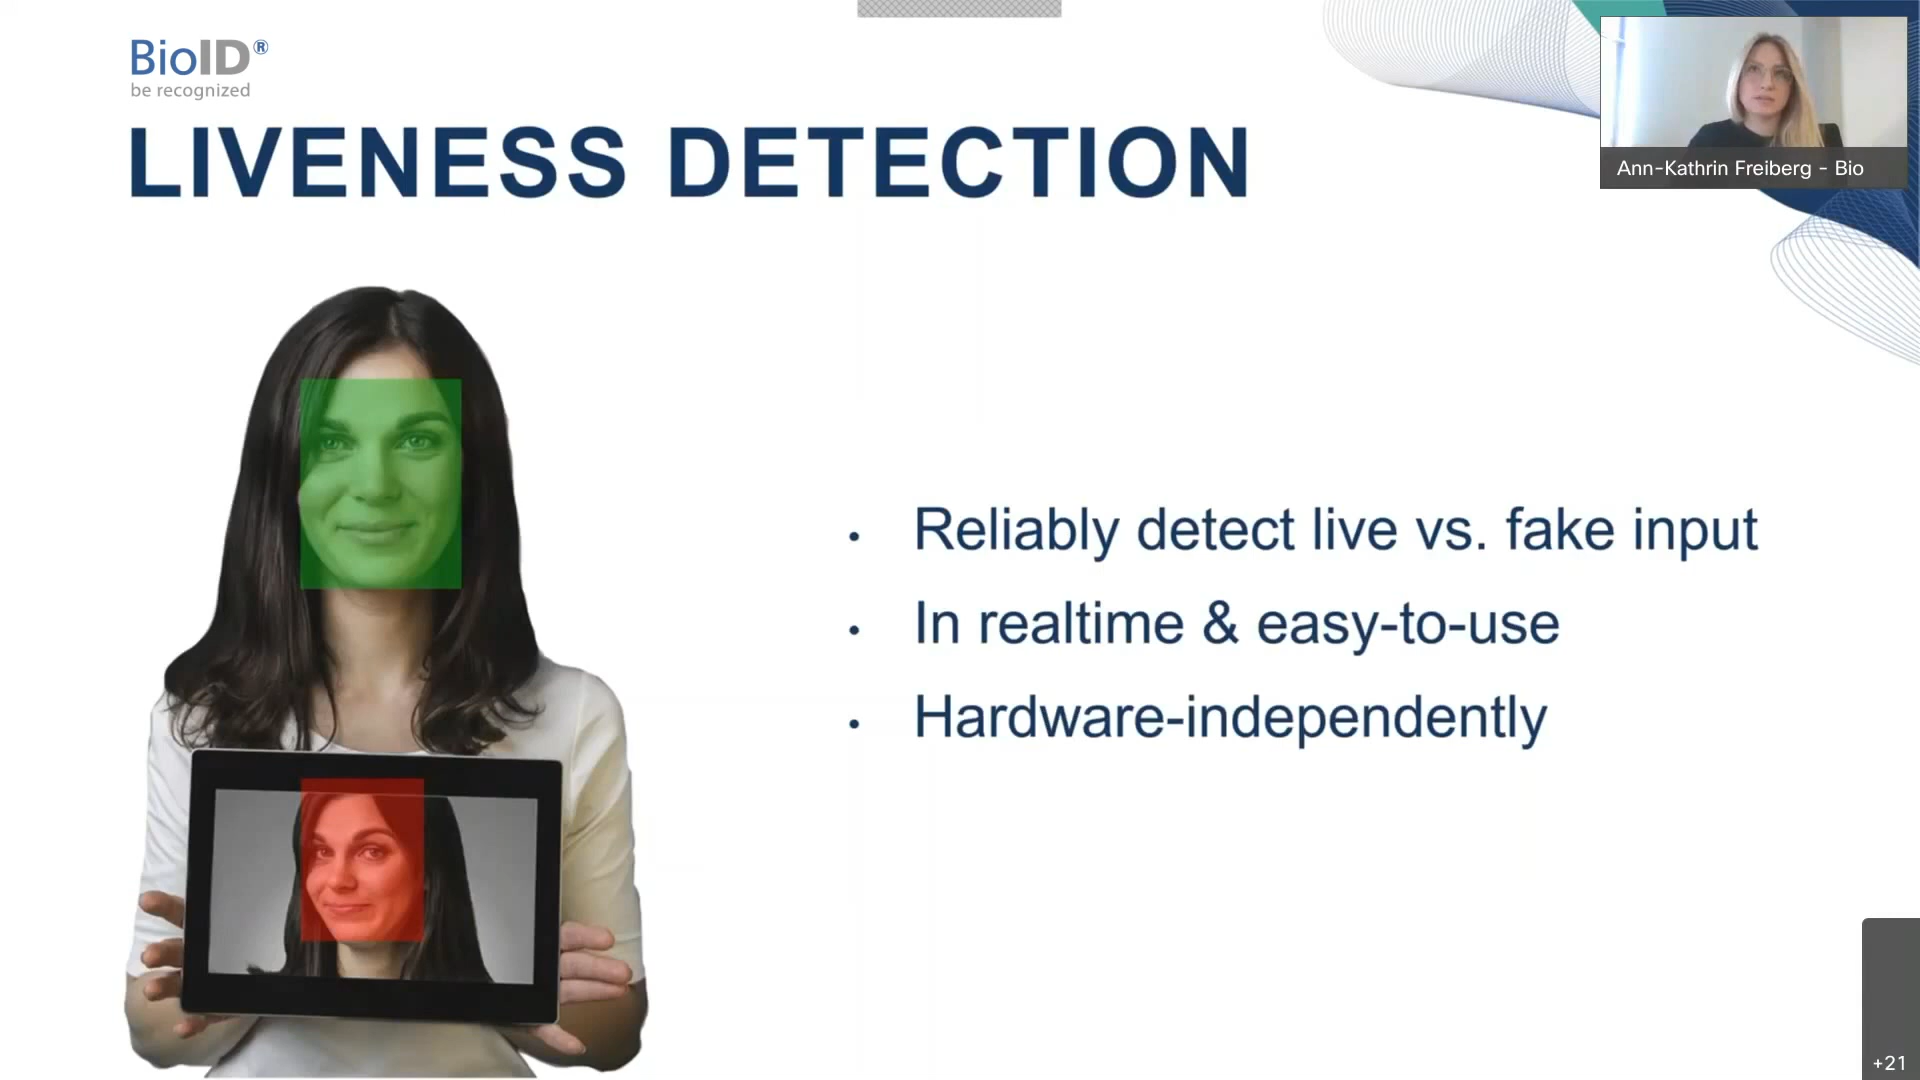 BioID®
be recognized
LIVENESS DETECTION
Ann-Kathrin Freiberg - Bio
• Reliably detect live vs. fake input
• In realtime & easy-to-use
• Hardware-independently
+21